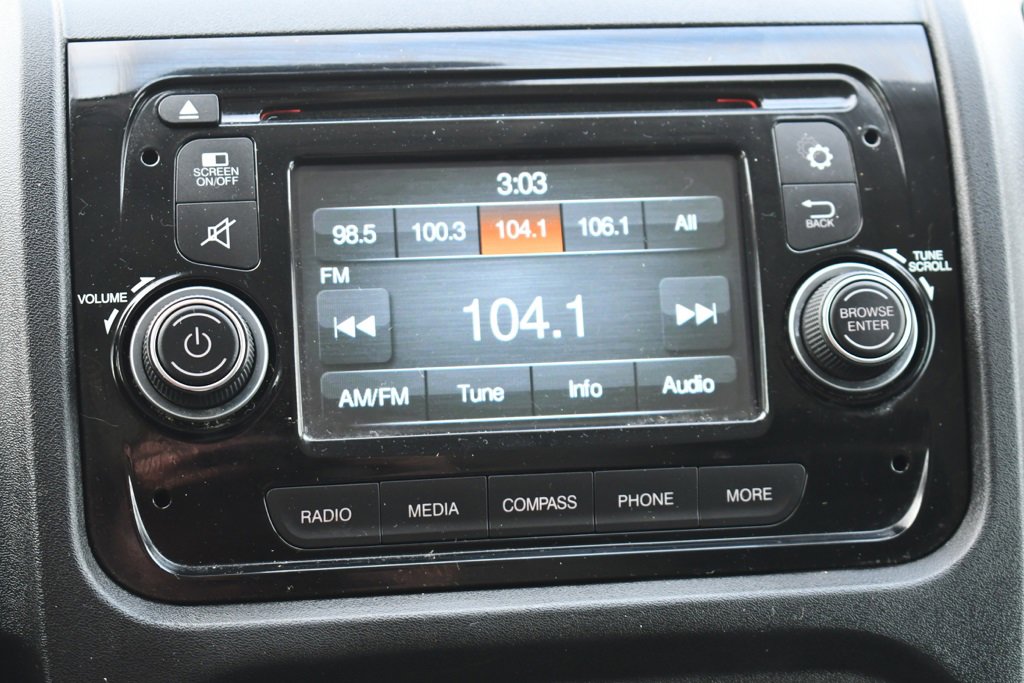 SCREEN
ON/OFF
3:03
98.5 100.3 104.1 106.1 All
BACK
FM
VOLUME
TUNE
SCROLL
104.1
BROWSE
ENTER
AM/FM Tune Info Audio
RADIO MEDIA COMPASS PHONE MORE